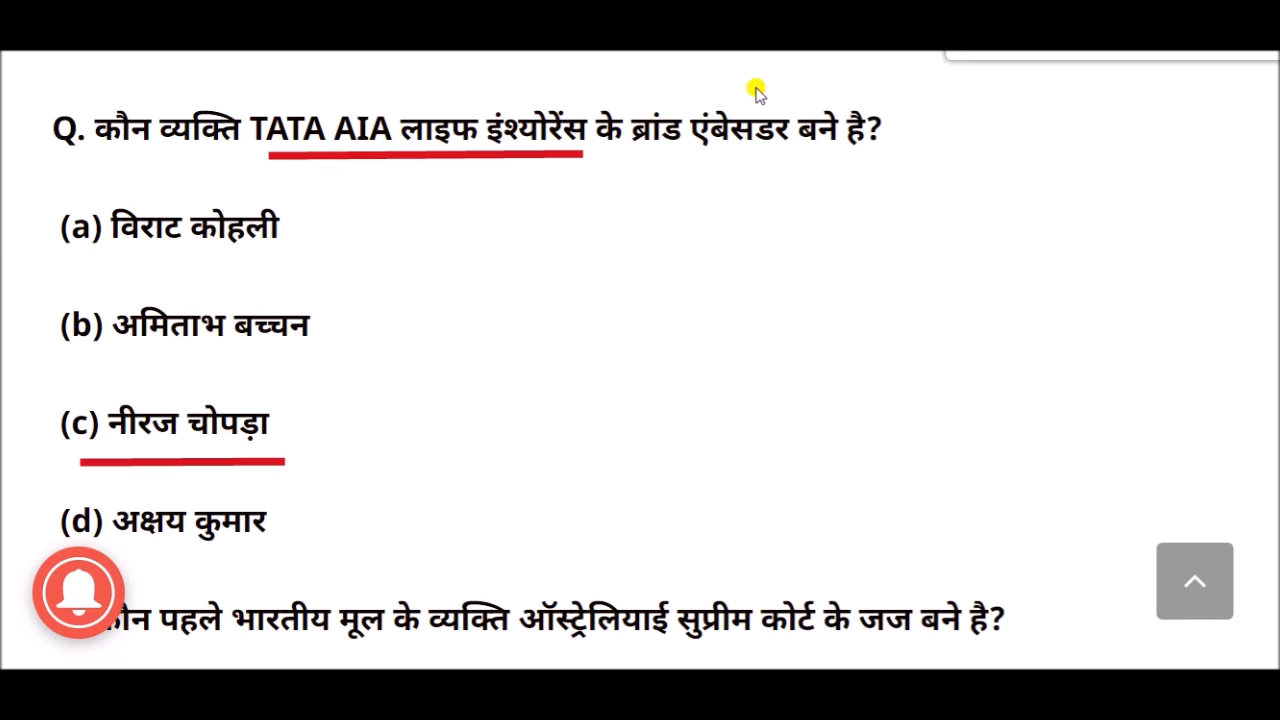 Q. कौन व्यक्ति TATA AIA लाइफ इंश्योरेंस के ब्रांड एंबेसडर बने है?
(a) विराट कोहली
(b) अमिताभ बच्चन
(c) नीरज चोपड़ा
(d) अक्षय कुमार
कौन पहले भारतीय मूल के व्यक्ति ऑस्ट्रेलियाई सुप्रीम कोर्ट के जज बने है?